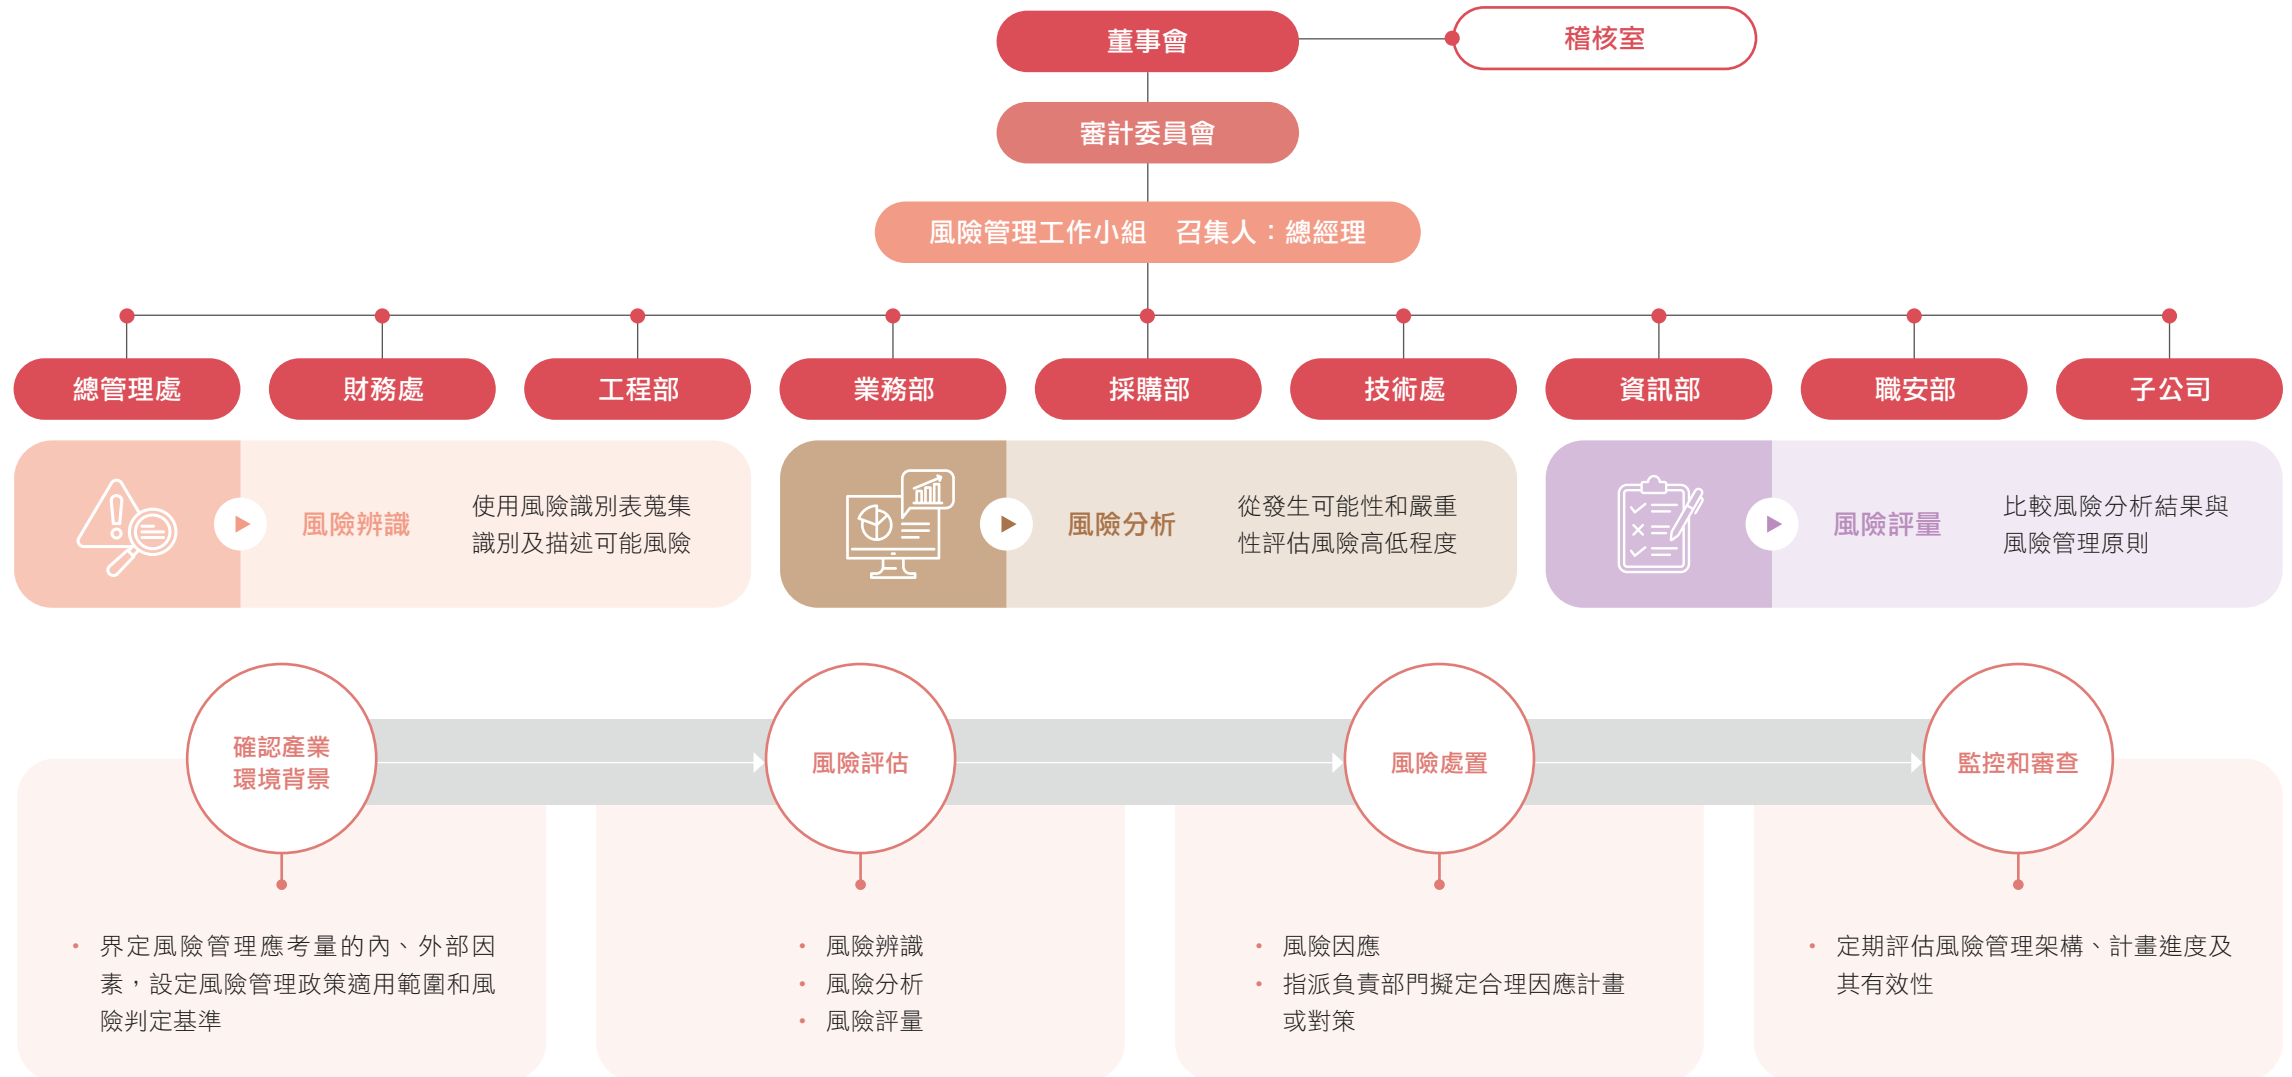 董事會
稽核室
審計委員會
風險管理工作小組　召集人：總經理
總管理處
財務處
工程部
業務部
採購部
技術處
資訊部
職安部
子公司
風險辨識
使用風險識別表蒐集
識別及描述可能風險
風險分析
從發生可能性和嚴重
性評估風險高低程度
風險評量
比較風險分析結果與
風險管理原則
確認產業
環境背景
風險評估
風險處置
監控和審查
• 界定風險管理應考量的內、外部因
素，設定風險管理政策適用範圍和風
險判定基準
• 風險辨識
• 風險分析
• 風險評量
• 風險因應
• 指派負責部門擬定合理因應計畫
或對策
• 定期評估風險管理架構、計畫進度及
其有效性